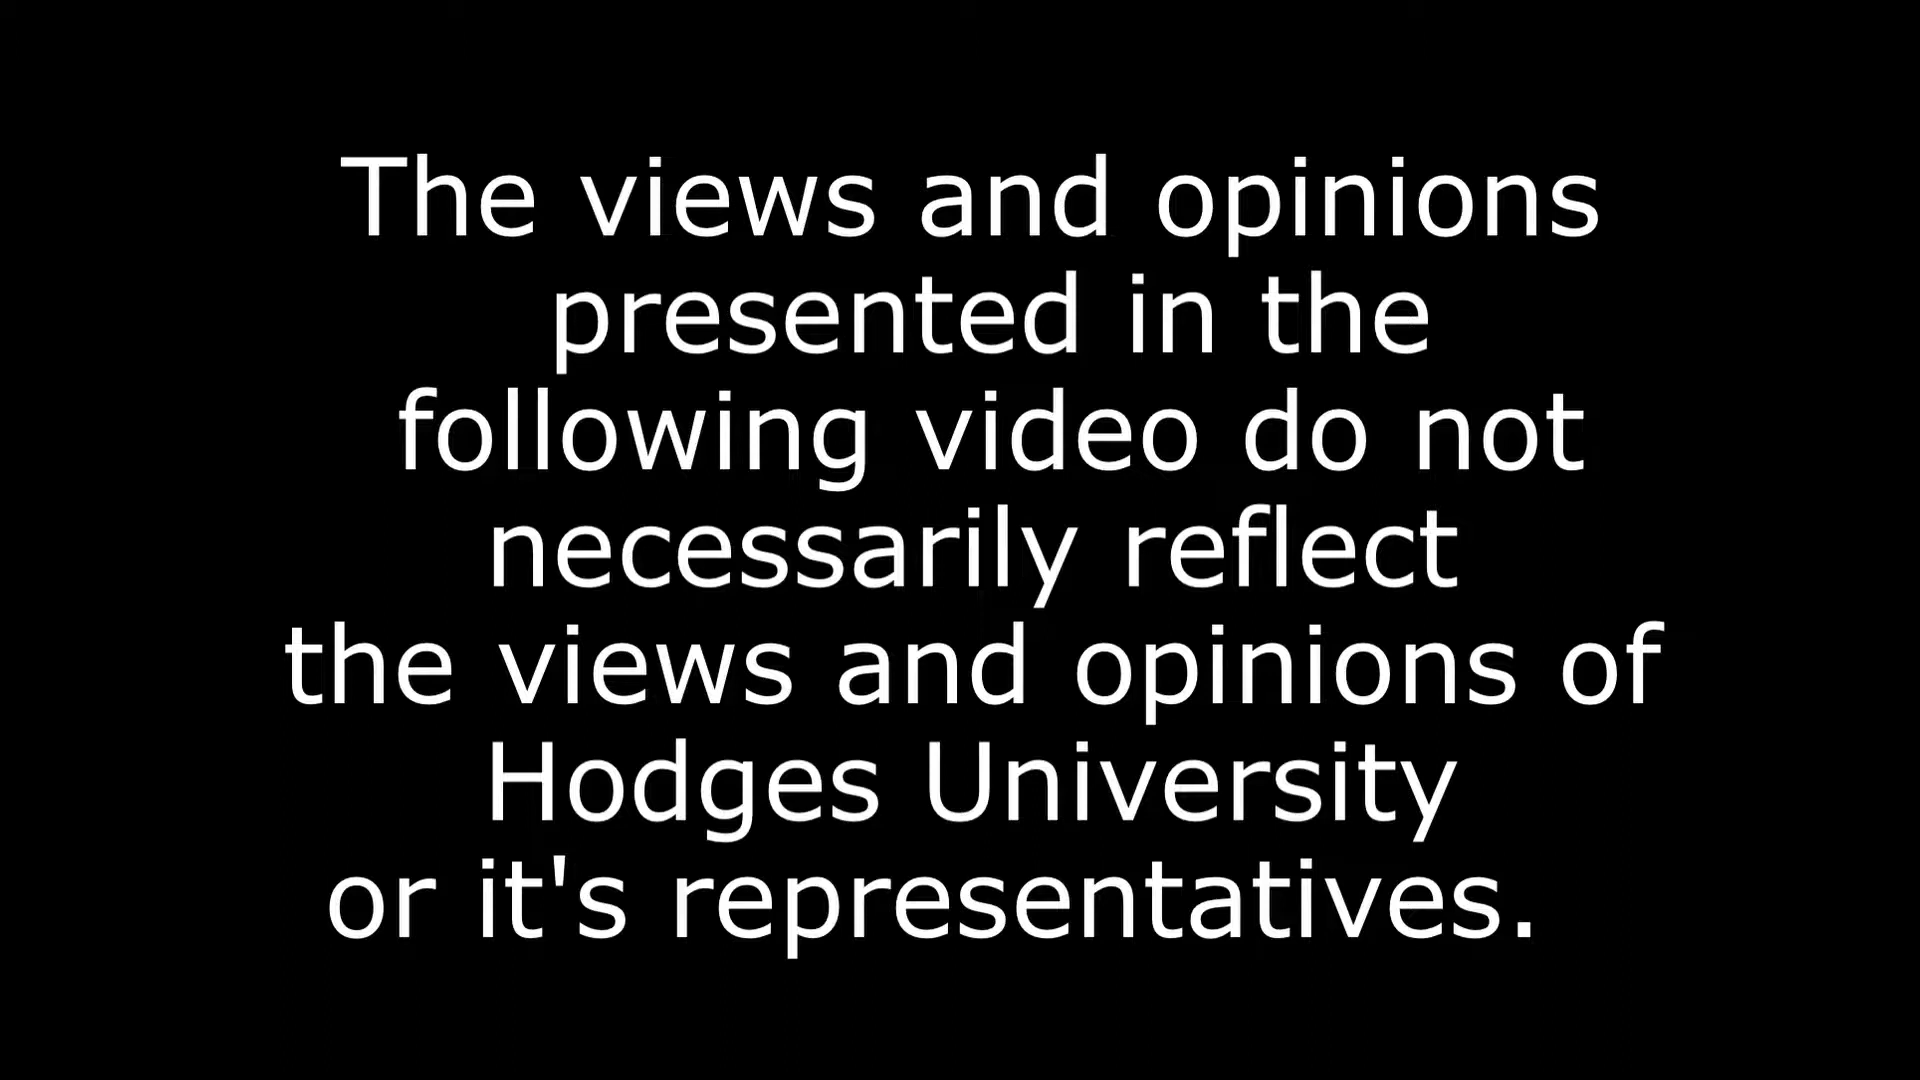 The views and opinions
presented in the
following video do not
necessarily reflect
the views and opinions of
Hodges University
or it's representatives.